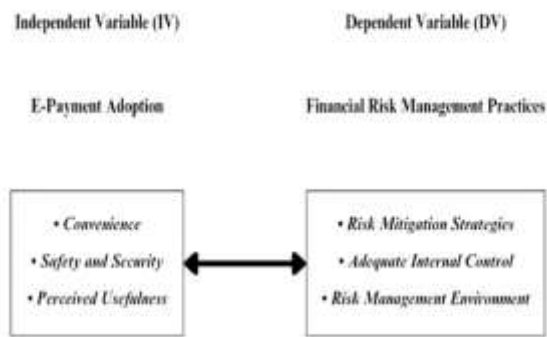 Independent Variable (IV)
Dependent Variable (DV)
E-Payment Adoption
Financial Risk Management Practices
• Convenience
• Safety and Security
• Perceived Usefulness
• Risk Mitigation Strategies
• Adequate Internal Control
• Risk Management Environment